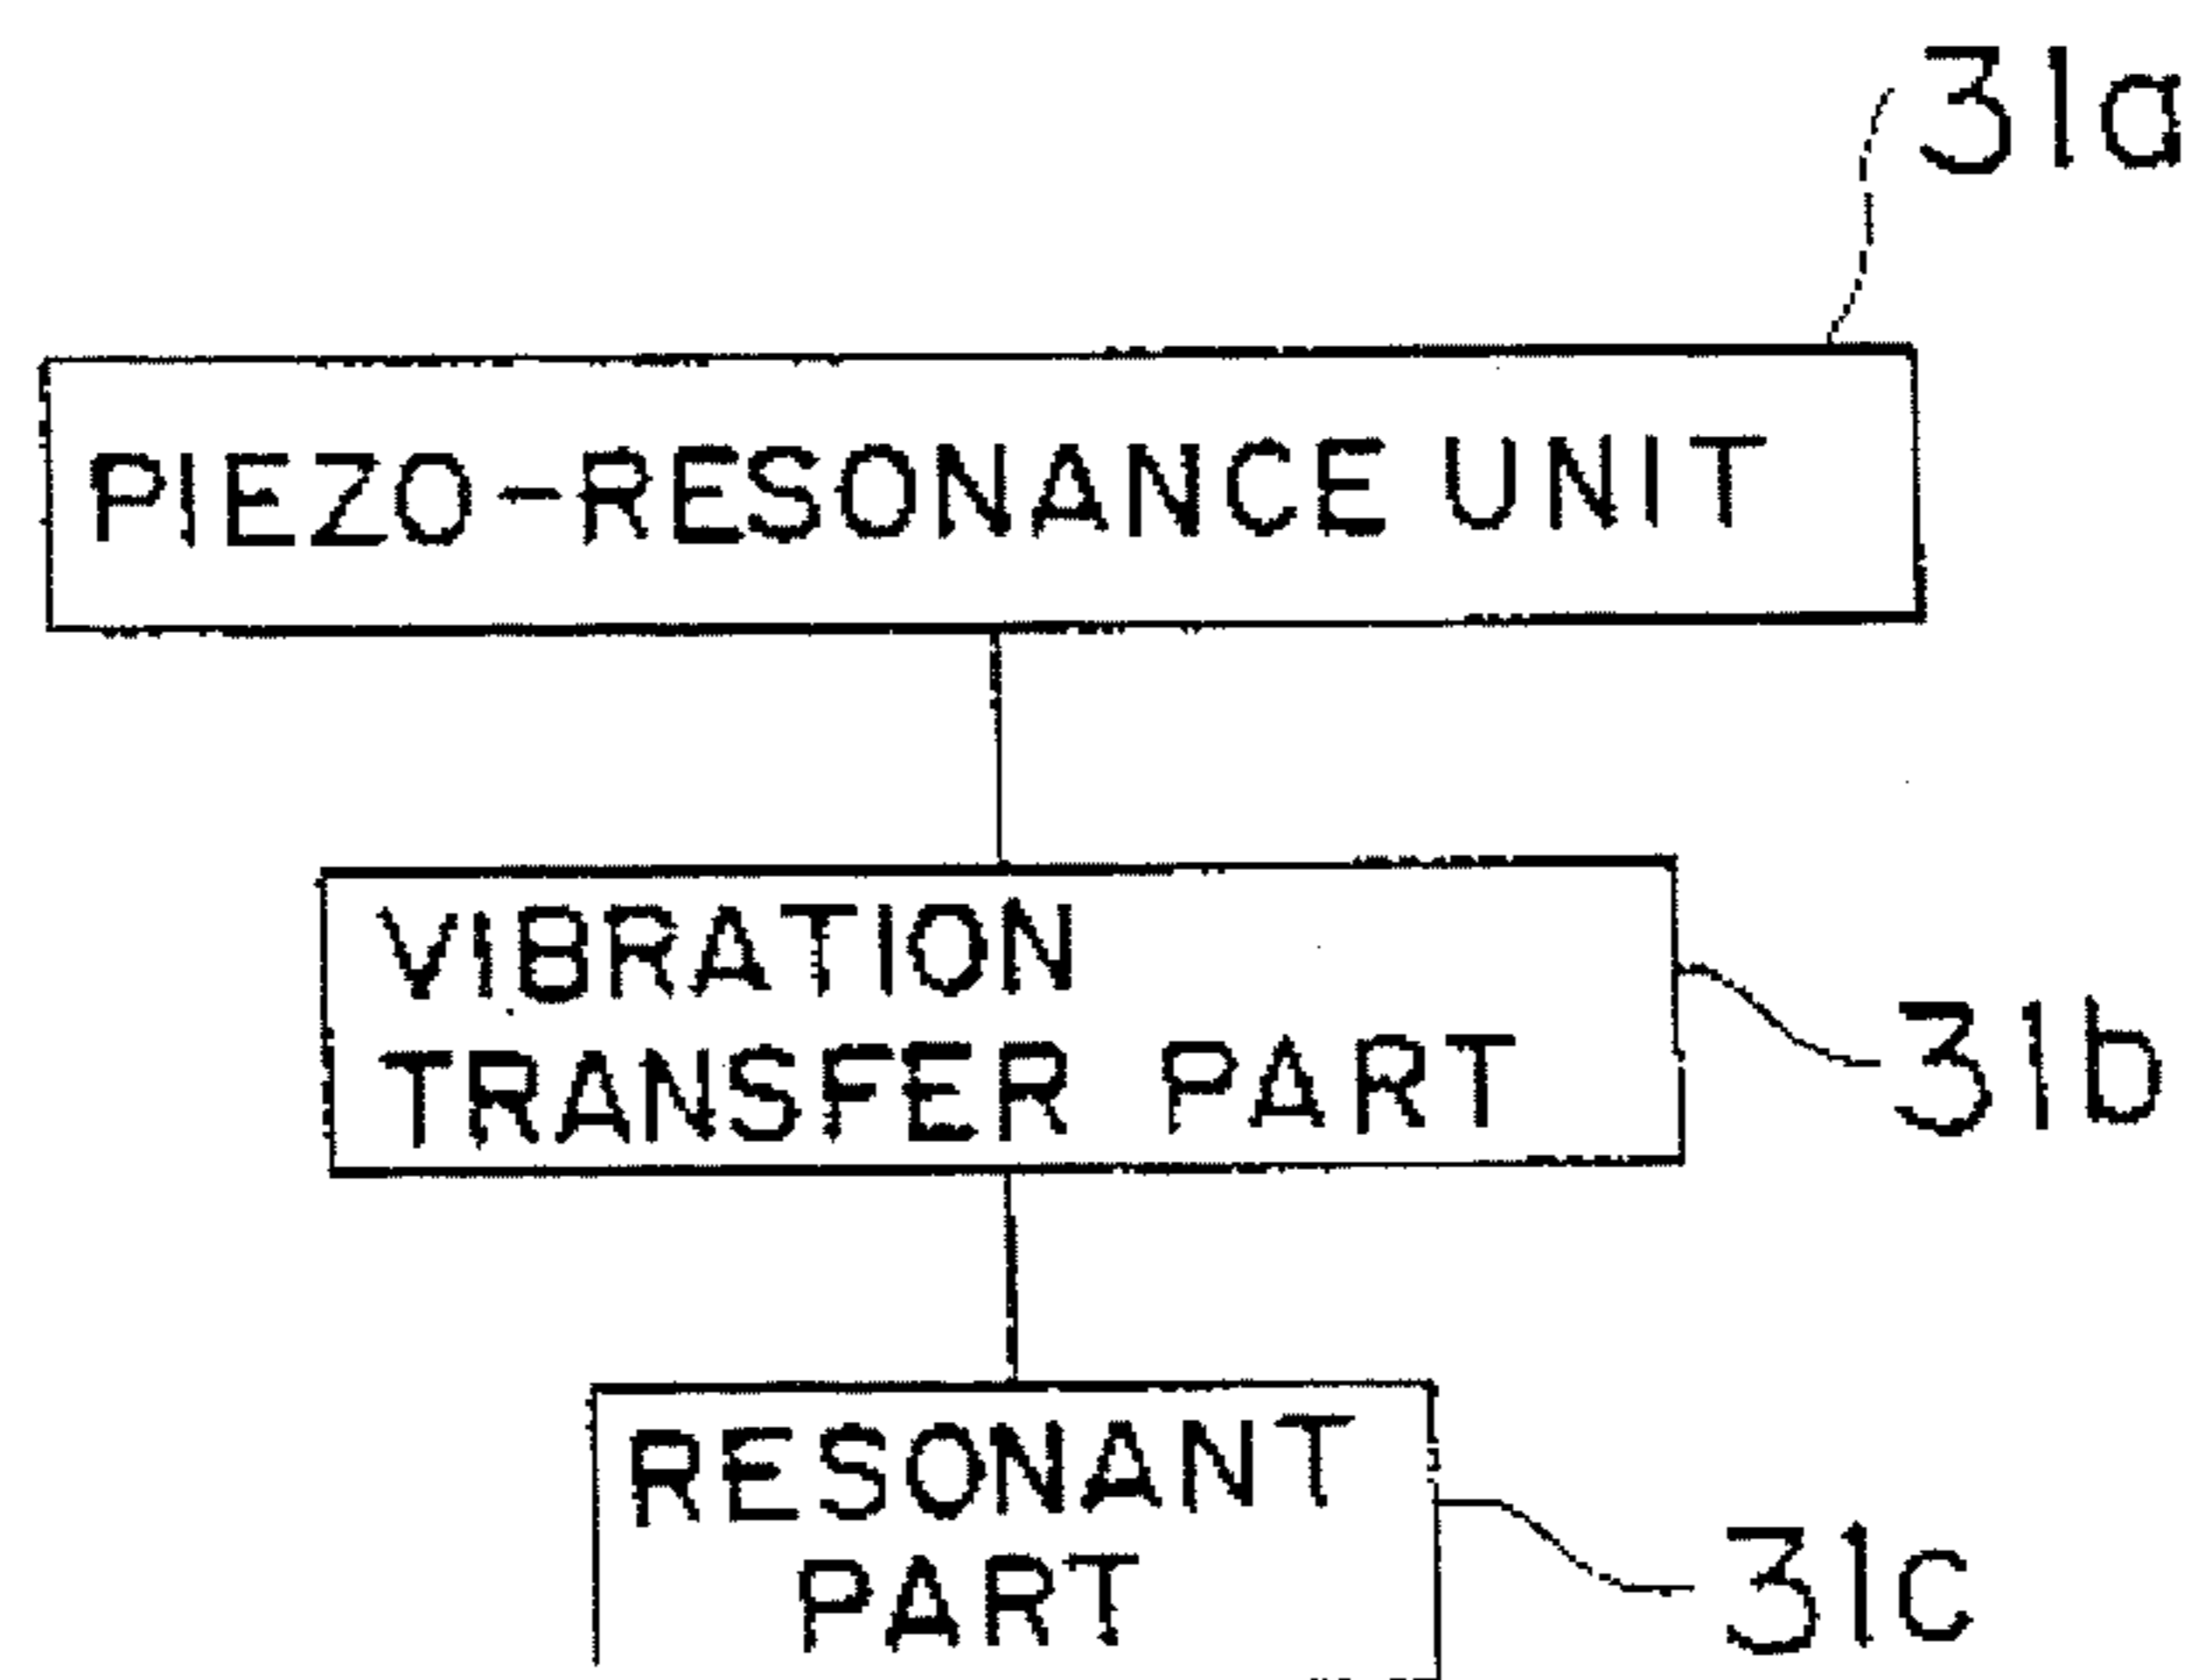 31a
PIEZO-RESONANCE UNIT
VIBRATION
TRANSFER PART
31b
RESONANT
PART
31c